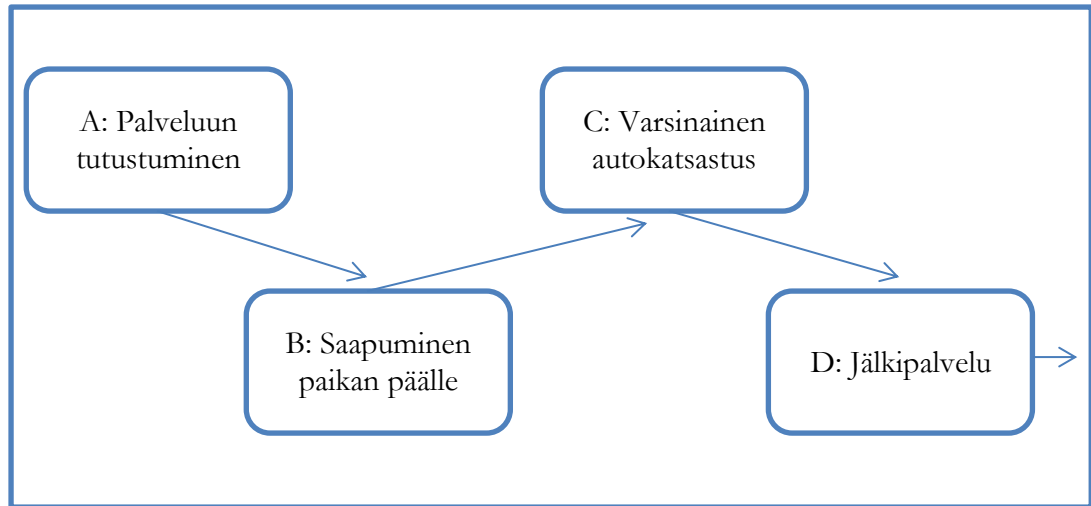 A: Palveluun
tutustuminen
B: Saapuminen
paikan päälle
C: Varsinainen
autokatsastus
D: Jälkipalvelu